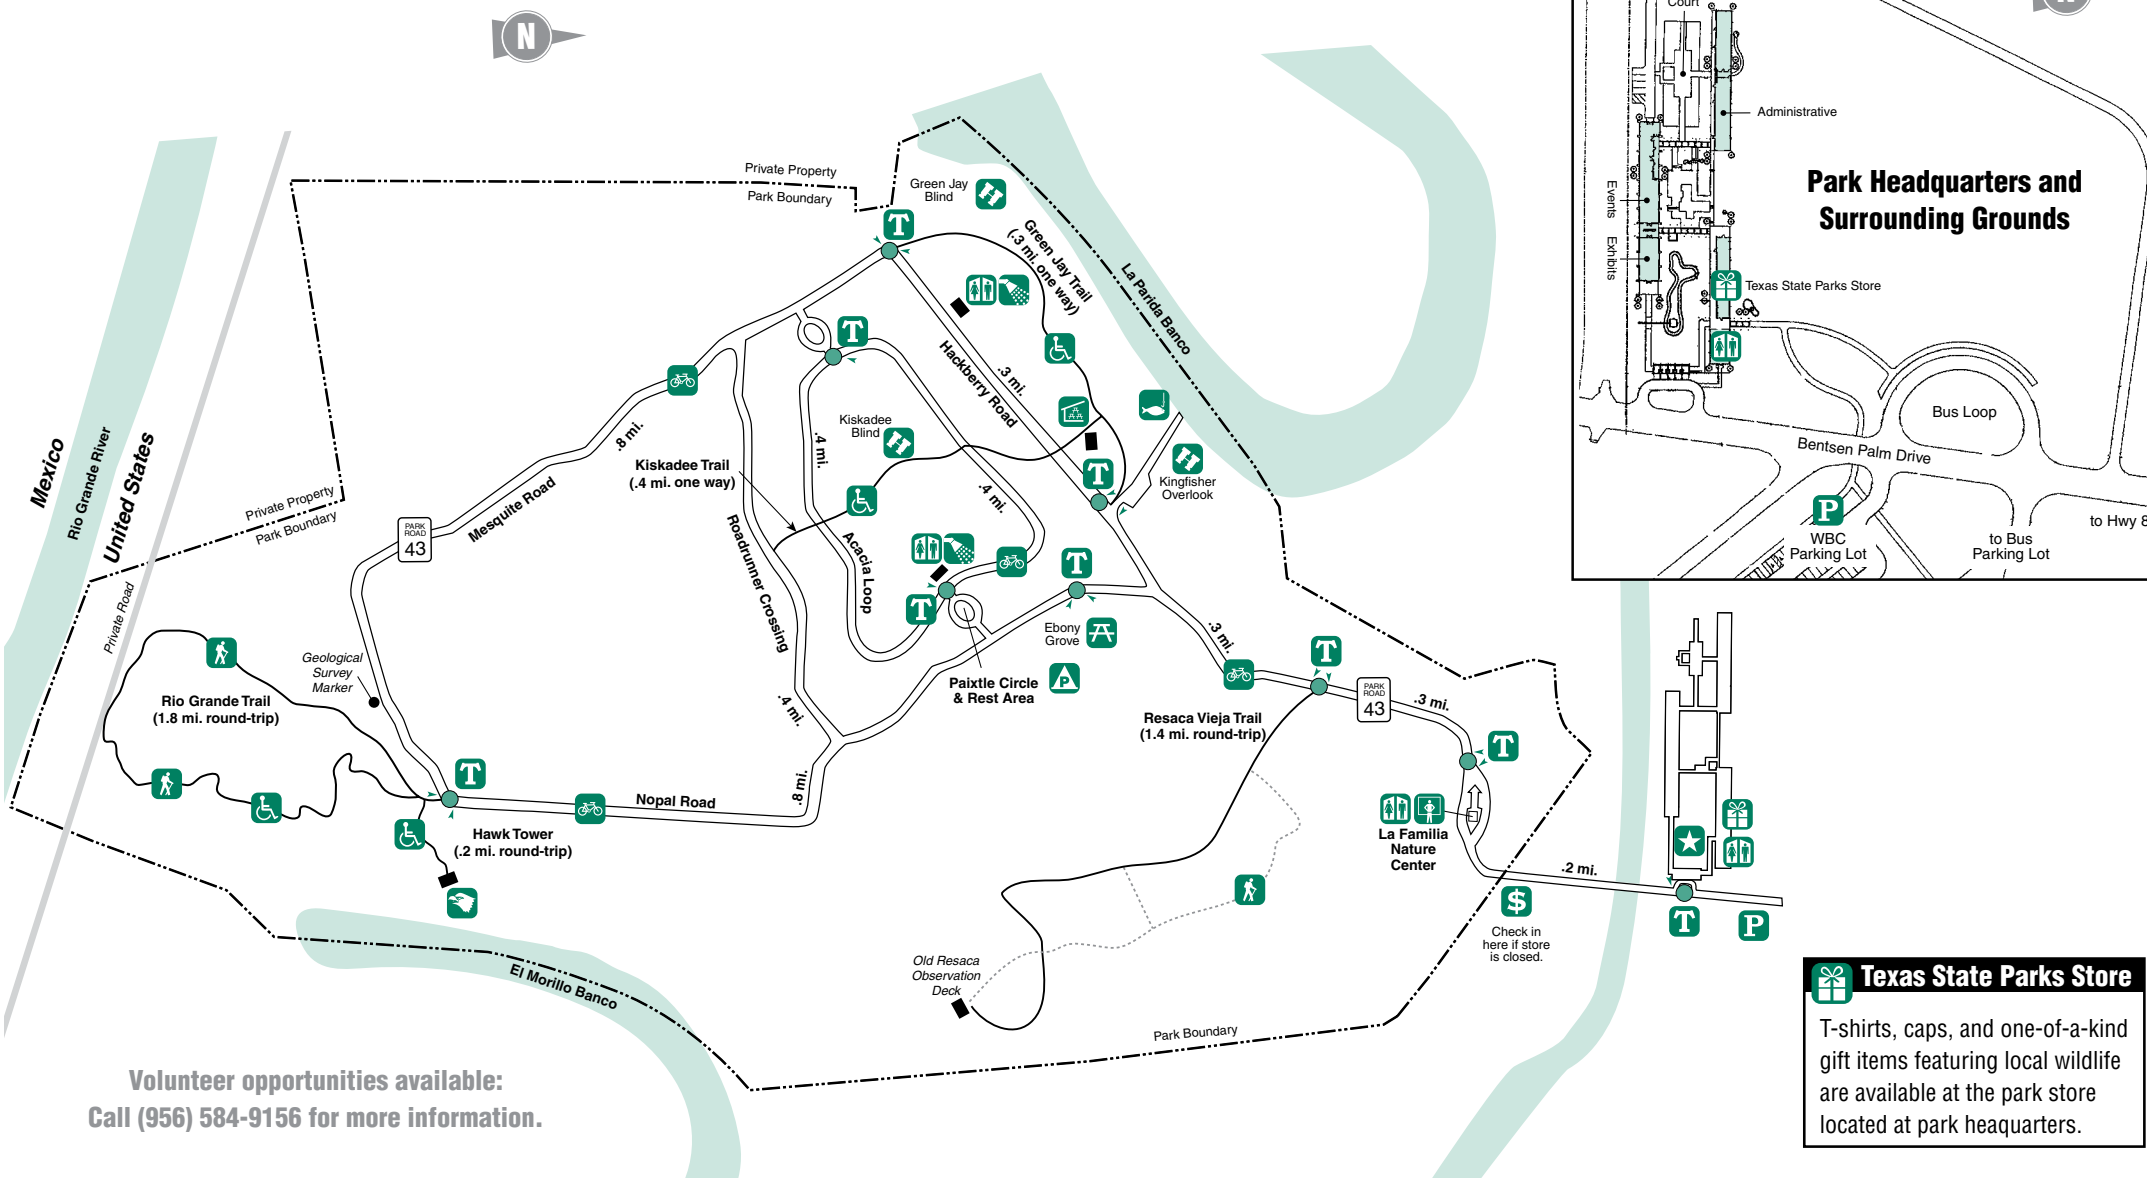 N
Court
Administrative
Park Headquarters and
Surrounding Grounds
Events
Exhibits
Texas State Parks Store
Bus Loop
Bentsen Palm Drive
P
WBC
Parking Lot
to Bus
Parking Lot
to Hwy 8
Private Property
Park Boundary
Green Jay
Blind
T
Green Jay Trail
(.3 mi. one way)
La Parida Banco
Hackberry Road
.3 mi.
T
Kiskadee
Blind
.4 mi.
Kiskadee Trail
(.4 mi. one way)
.8 mi.
Mesquite Road
PARK
ROAD
43
Private Property
Park Boundary
Mexico
Rio Grande River
United States
Private Road
Roadrunner Crossing
Acacia Loop
.4 mi.
T
Kingfisher
Overlook
T
T
Ebony
Grove
P
Paixtle Circle
& Rest Area
.4 mi.
.3 mi.
T
PARK
ROAD
43
.3 mi.
T
Resaca Vieja Trail
(1.4 mi. round-trip)
Geological
Survey
Marker
Rio Grande Trail
(1.8 mi. round-trip)
T
Nopal Road
.8 mi.
Hawk Tower
(.2 mi. round-trip)
La Familia
Nature
Center
.2 mi.
$
Check in
here if store
is closed.
T
P
Old Resaca
Observation
Deck
El Morillo Banco
Park Boundary
Volunteer opportunities available:
Call (956) 584-9156 for more information.
Texas State Parks Store
T-shirts, caps, and one-of-a-kind
gift items featuring local wildlife
are available at the park store
located at park heaquarters.